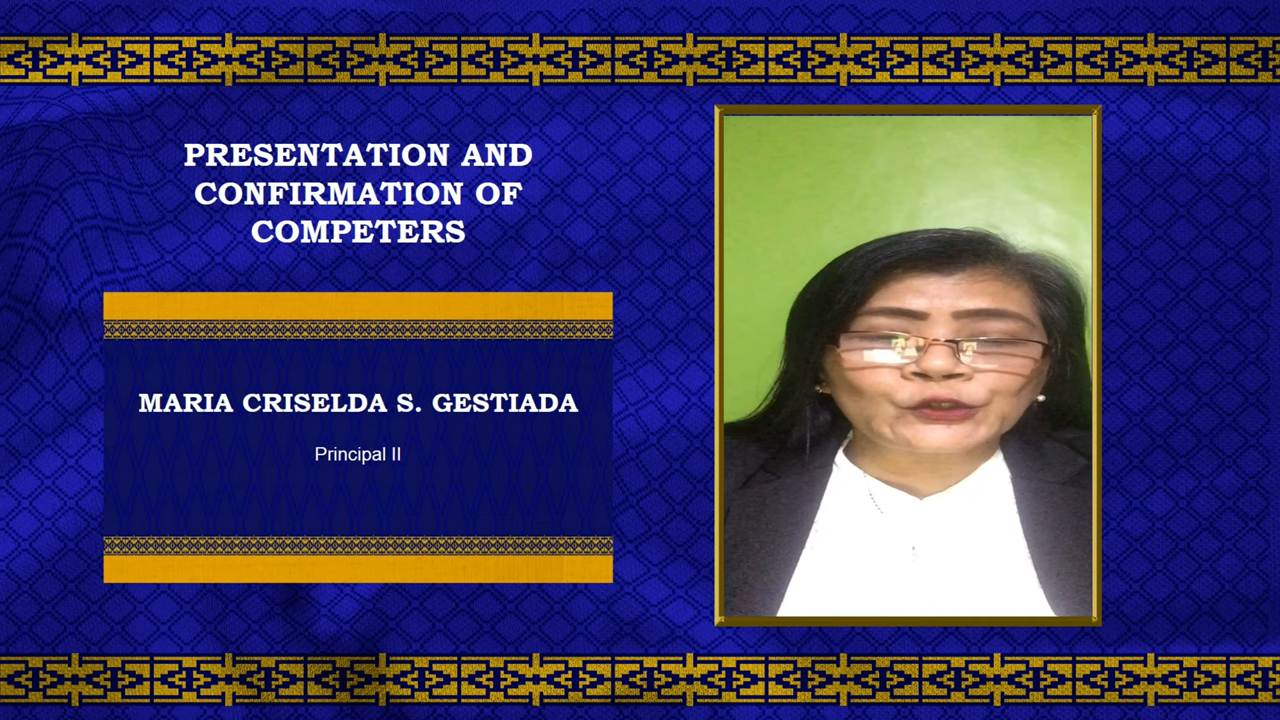 PRESENTATION AND
CONFIRMATION OF
COMPETERS
MARIA CRISELDA S. GESTIADA
Principal II